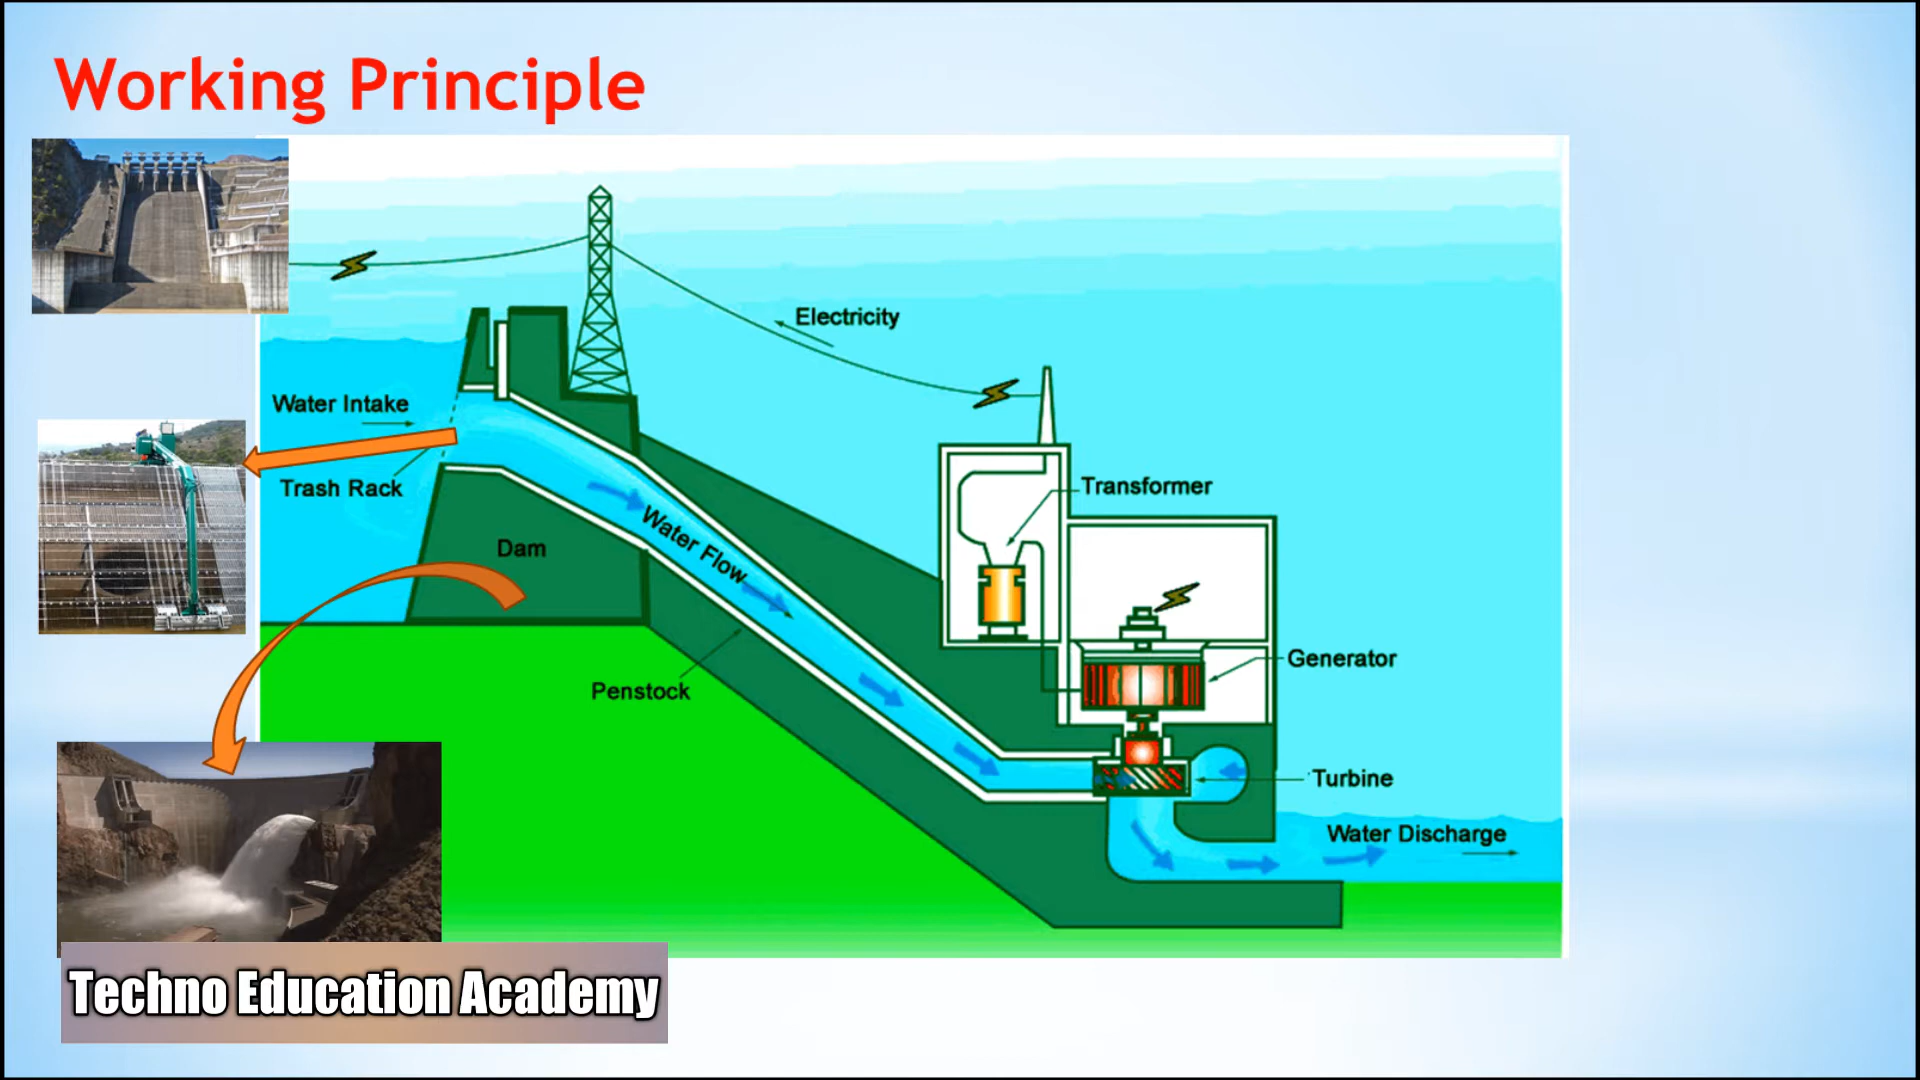 Working Principle
Electricity
Water Intake
Trash Rack
Transformer
Dam
Water Flow
Generator
Penstock
Turbine
Water Discharge
Techno Education Academy